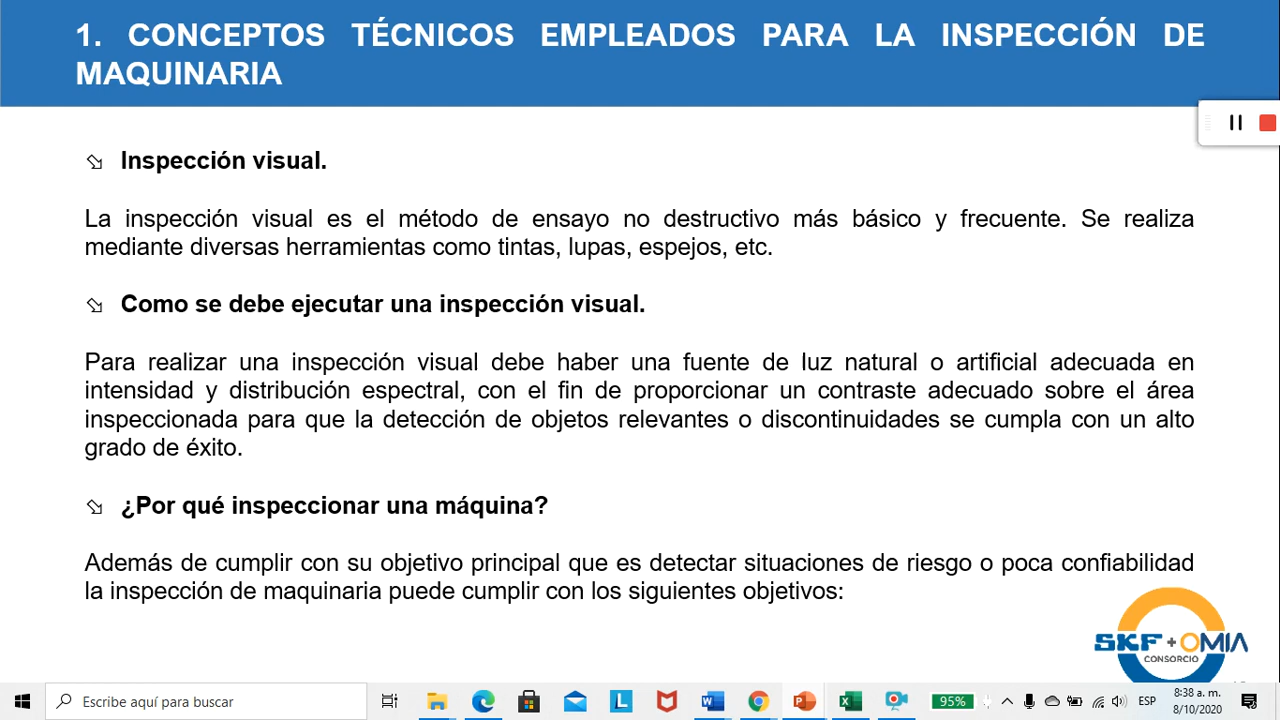 1. CONCEPTOS TÉCNICOS EMPLEADOS PARA LA INSPECCIÓN DE
MAQUINARIA
Inspección visual.
La inspección visual es el método de ensayo no destructivo más básico y frecuente. Se realiza
mediante diversas herramientas como tintas, lupas, espejos, etc.
Como se debe ejecutar una inspección visual.
Para realizar una inspección visual debe haber una fuente de luz natural o artificial adecuada en
intensidad y distribución espectral, con el fin de proporcionar un contraste adecuado sobre el área
inspeccionada para que la detección de objetos relevantes o discontinuidades se cumpla con un alto
grado de éxito.
¿Por qué inspeccionar una máquina?
Además de cumplir con su objetivo principal que es detectar situaciones de riesgo o poca confiabilidad
la inspección de maquinaria puede cumplir con los siguientes objetivos:
SKF + OMIA
CONSORCIO
Escribe aquí para buscar
95%
ESP
8:38 a. m.
8/10/2020